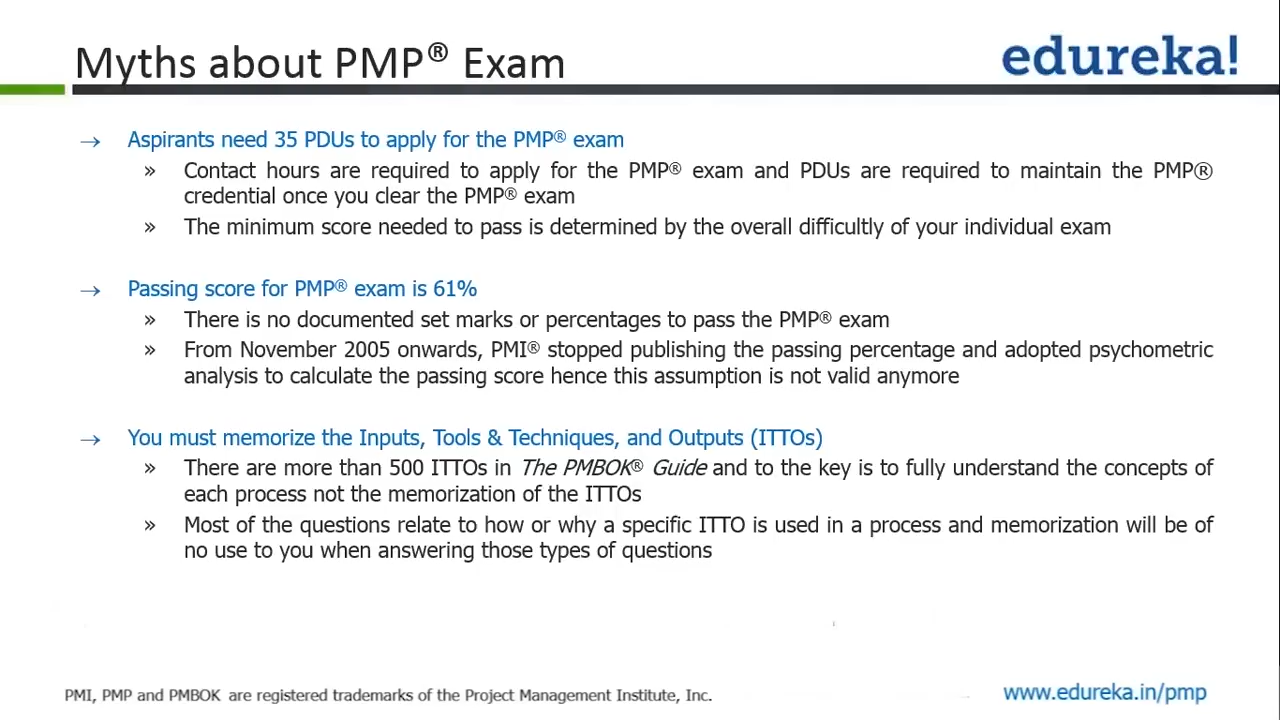 Myths about PMP® Exam
edureka!
→ Aspirants need 35 PDUs to apply for the PMP® exam
» Contact hours are required to apply for the PMP® exam and PDUs are required to maintain the PMP®
credential once you clear the PMP® exam
» The minimum score needed to pass is determined by the overall difficultly of your individual exam
→ Passing score for PMP® exam is 61%
» There is no documented set marks or percentages to pass the PMP® exam
» From November 2005 onwards, PMI® stopped publishing the passing percentage and adopted psychometric
analysis to calculate the passing score hence this assumption is not valid anymore
→ You must memorize the Inputs, Tools & Techniques, and Outputs (ITTOs)
» There are more than 500 ITTOs in The PMBOK® Guide and to the key is to fully understand the concepts of
each process not the memorization of the ITTOs
» Most of the questions relate to how or why a specific ITTO is used in a process and memorization will be of
no use to you when answering those types of questions
PMI, PMP and PMBOK are registered trademarks of the Project Management Institute, Inc.
www.edureka.in/pmp